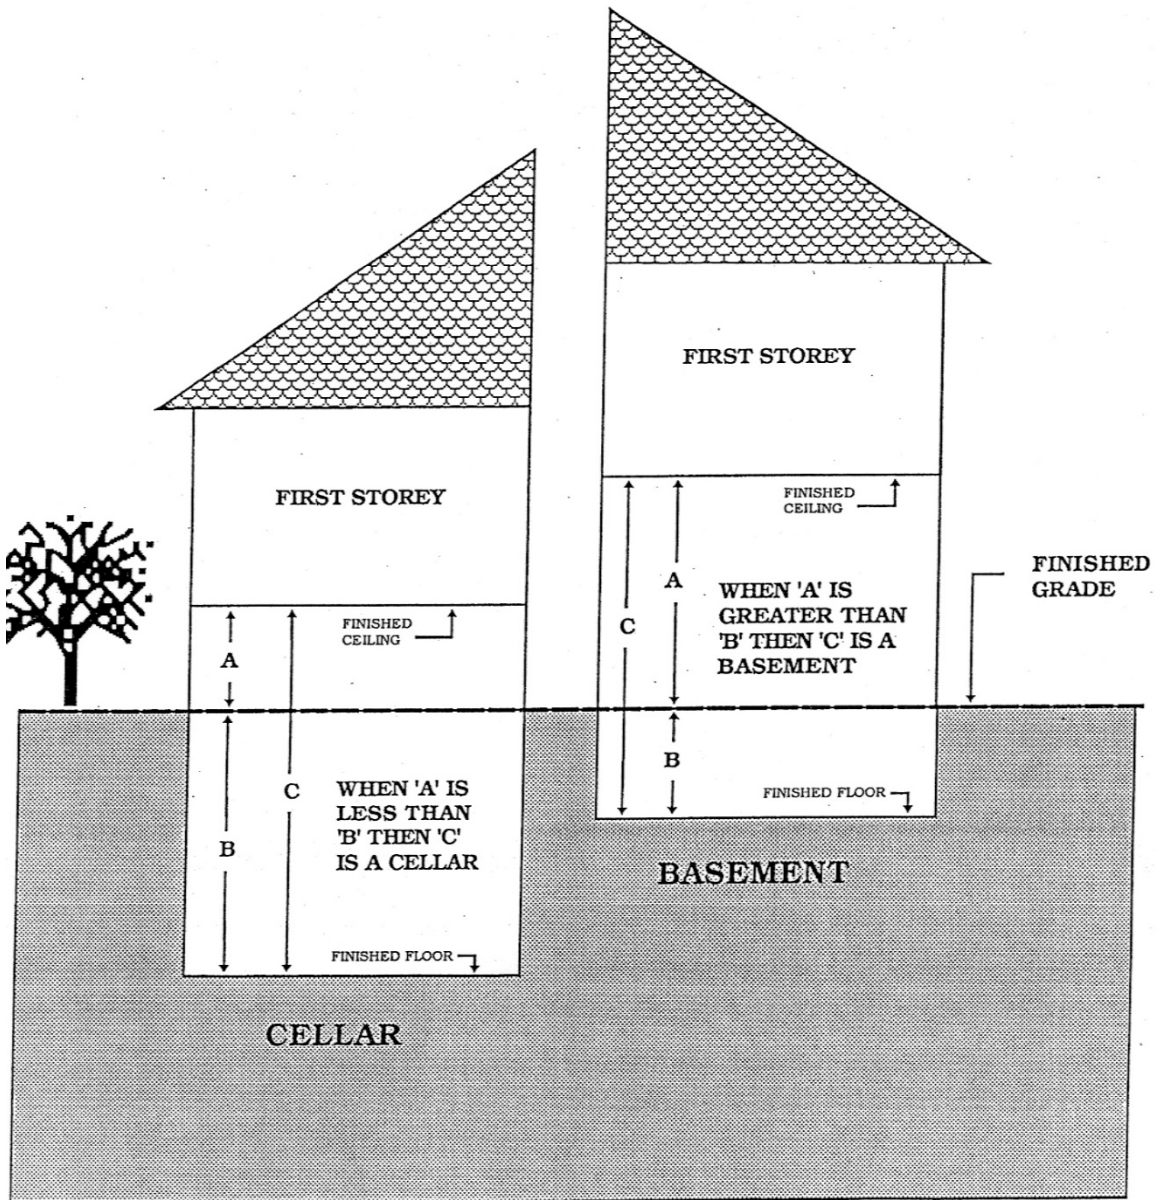 FIRST STOREY
FINISHED
CEILING
A
B
C
WHEN 'A' IS
LESS THAN
'B' THEN 'C'
IS A CELLAR
FINISHED FLOOR
CELLAR
FIRST STOREY
FINISHED
CEILING
A
C
WHEN 'A' IS
GREATER THAN
'B' THEN 'C' IS A
BASEMENT
B
FINISHED FLOOR
BASEMENT
FINISHED
GRADE